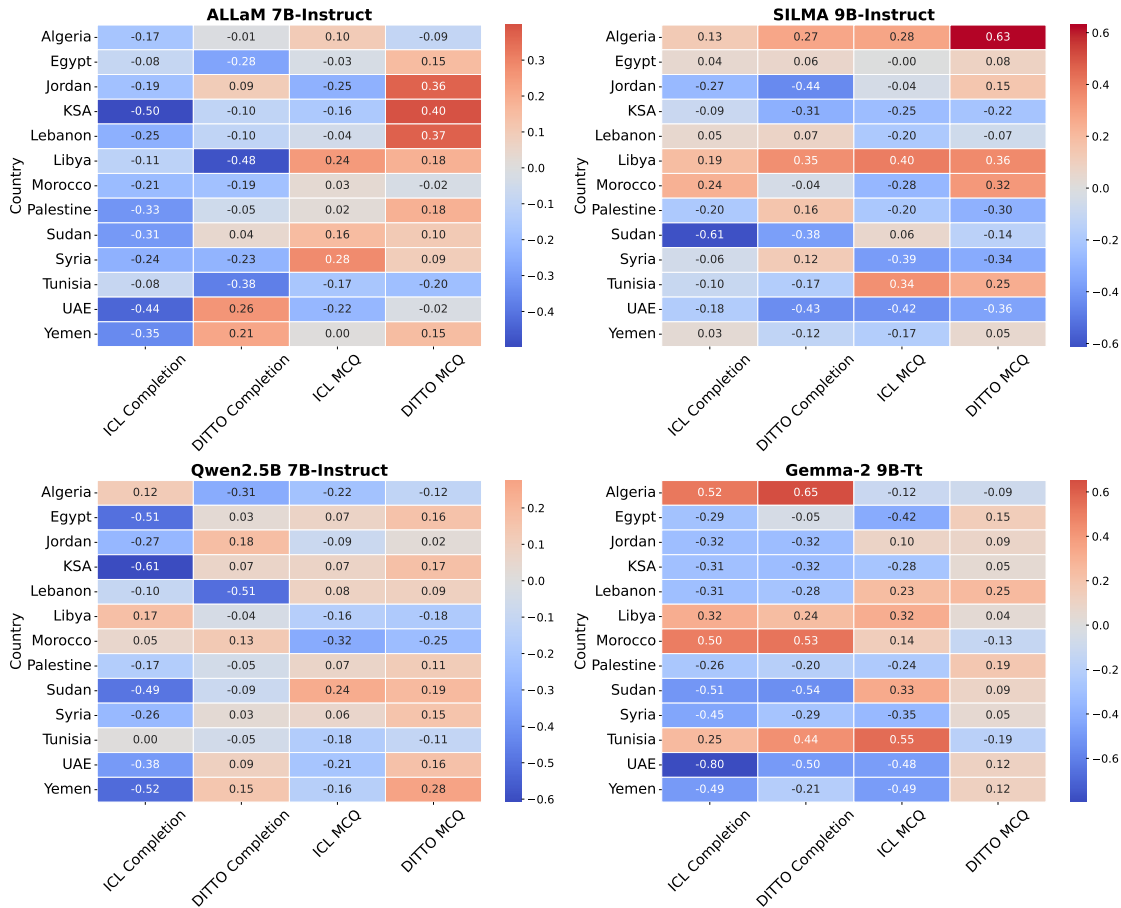 ALLaM 7B-Instruct
Country
Algeria -0.17 -0.01 0.10 -0.09
Egypt -0.08 -0.28 -0.03 0.15
Jordan -0.19 0.09 -0.25 0.36
KSA -0.50 -0.10 -0.16 0.40
Lebanon -0.25 -0.10 -0.04 0.37
Libya -0.11 -0.48 0.24 0.18
Morocco -0.21 -0.19 0.03 -0.02
Palestine -0.33 -0.05 0.02 0.18
Sudan -0.31 0.04 0.16 0.10
Syria -0.24 -0.23 0.28 0.09
Tunisia -0.08 -0.38 -0.17 -0.20
UAE -0.44 0.26 -0.22 -0.02
Yemen -0.35 0.21 0.00 0.15
ICL Completion DITTO Completion ICL MCQ DITTO MCQ
0.3
0.2
0.1
0.0
−0.1
−0.2
−0.3
−0.4
SILMA 9B-Instruct
Country
Algeria 0.13 0.27 0.28 0.63
Egypt 0.04 0.06 -0.00 0.08
Jordan -0.27 -0.44 -0.04 0.15
KSA -0.09 -0.31 -0.25 -0.22
Lebanon 0.05 0.07 -0.20 -0.07
Libya 0.19 0.35 0.40 0.36
Morocco 0.24 -0.04 -0.28 0.32
Palestine -0.20 0.16 -0.20 -0.30
Sudan -0.61 -0.38 0.06 -0.14
Syria -0.06 0.12 -0.39 -0.34
Tunisia -0.10 -0.17 0.34 0.25
UAE -0.18 -0.43 -0.42 -0.36
Yemen 0.03 -0.12 -0.17 0.05
ICL Completion DITTO Completion ICL MCQ DITTO MCQ
0.6
0.4
0.2
0.0
−0.2
−0.4
−0.6
Qwen2.5B 7B-Instruct
Country
Algeria 0.12 -0.31 -0.22 -0.12
Egypt -0.51 0.03 0.07 0.16
Jordan -0.27 0.18 -0.09 0.02
KSA -0.61 0.07 0.07 0.17
Lebanon -0.10 -0.51 0.08 0.09
Libya 0.17 -0.04 -0.16 -0.18
Morocco 0.05 0.13 -0.32 -0.25
Palestine -0.17 -0.05 0.07 0.11
Sudan -0.49 -0.09 0.24 0.19
Syria -0.26 0.03 0.06 0.15
Tunisia 0.00 -0.05 -0.18 -0.11
UAE -0.38 0.09 -0.21 0.16
Yemen -0.52 0.15 -0.16 0.28
ICL Completion DITTO Completion ICL MCQ DITTO MCQ
0.2
0.1
0.0
−0.1
−0.2
−0.3
−0.4
−0.5
−0.6
Gemma-2 9B-Tt
Country
Algeria 0.52 0.65 -0.12 -0.09
Egypt -0.29 -0.05 -0.42 0.15
Jordan -0.32 -0.32 0.10 0.09
KSA -0.31 -0.32 -0.28 0.05
Lebanon -0.31 -0.28 0.23 0.25
Libya 0.32 0.24 0.32 0.04
Morocco 0.50 0.53 0.14 -0.13
Palestine -0.26 -0.20 -0.24 0.19
Sudan -0.51 -0.54 0.33 0.09
Syria -0.45 -0.29 -0.35 0.05
Tunisia 0.25 0.44 0.55 -0.19
UAE -0.80 -0.50 -0.48 0.12
Yemen -0.49 -0.21 -0.49 0.12
ICL Completion DITTO Completion ICL MCQ DITTO MCQ
0.6
0.4
0.2
0.0
−0.2
−0.4
−0.6